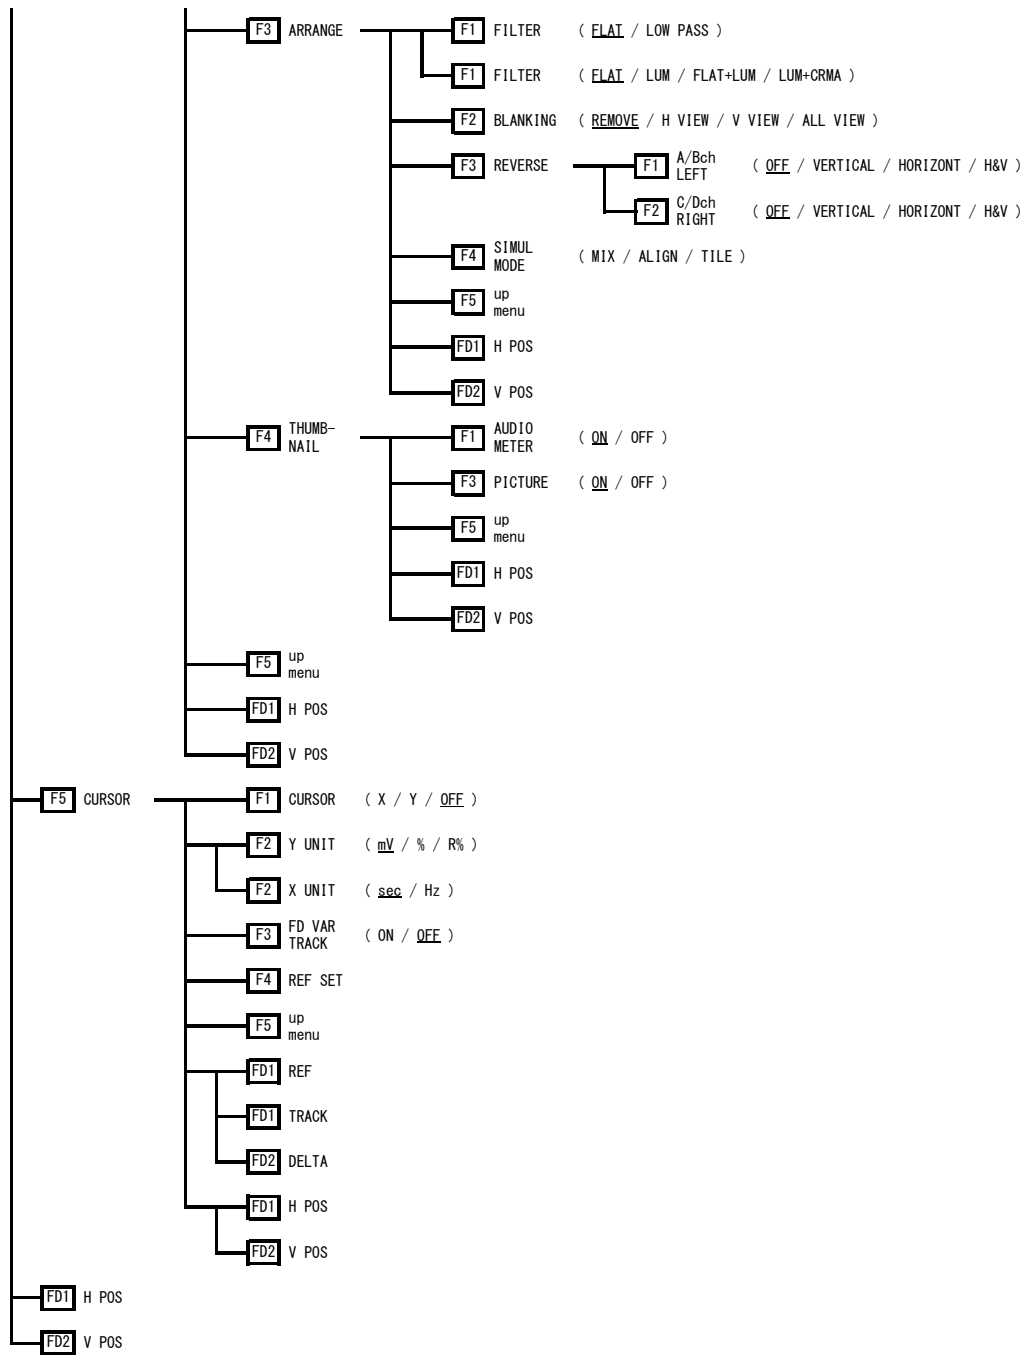 F3 ARRANGE F1 FILTER ( FLAT / LOW PASS )
F1 FILTER ( FLAT / LUM / FLAT+LUM / LUM+CRMA )
F2 BLANKING ( REMOVE / H VIEW / V VIEW / ALL VIEW )
F3 REVERSE F1 A/Bch
LEFT ( OFF / VERTICAL / HORIZONT / H&V )
F2 C/Dch
RIGHT ( OFF / VERTICAL / HORIZONT / H&V )
F4 SIMUL
MODE ( MIX / ALIGN / TILE )
F5 up
menu
FD1 H POS
FD2 V POS
F4 THUMB-
NAIL
F1 AUDIO
METER ( ON / OFF )
F3 PICTURE ( ON / OFF )
F5 up
menu
FD1 H POS
FD2 V POS
F5 up
menu
FD1 H POS
FD2 V POS
F5 CURSOR F1 CURSOR ( X / Y / OFF )
F2 Y UNIT ( mV / % / R% )
F2 X UNIT ( sec / Hz )
F3 FD VAR
TRACK ( ON / OFF )
F4 REF SET
F5 up
menu
FD1 REF
FD1 TRACK
FD2 DELTA
FD1 H POS
FD2 V POS
FD1 H POS
FD2 V POS